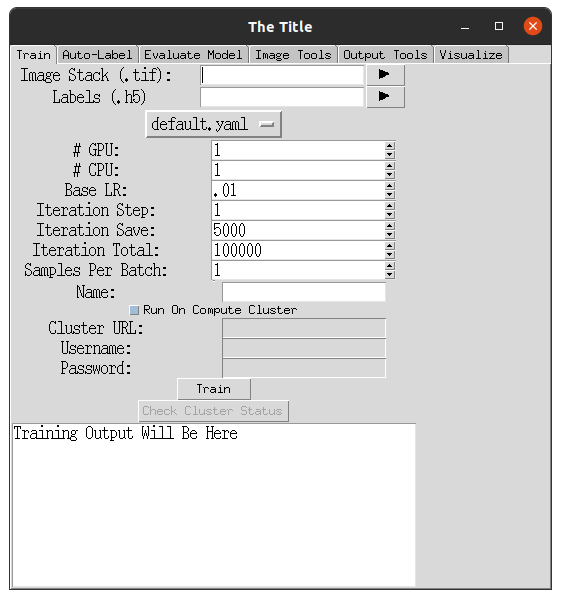 The Title
Train Auto-Label Evaluate Model Image Tools Output Tools Visualize
Image Stack (.tif):
Labels (.h5)
default.yaml
# GPU: 1
# CPU: 1
Base LR: .01
Iteration Step: 1
Iteration Save: 5000
Iteration Total: 100000
Samples Per Batch: 1
Name:
Run On Compute Cluster
Cluster URL:
Username:
Password:
Train
Check Cluster Status
Training Output Will Be Here